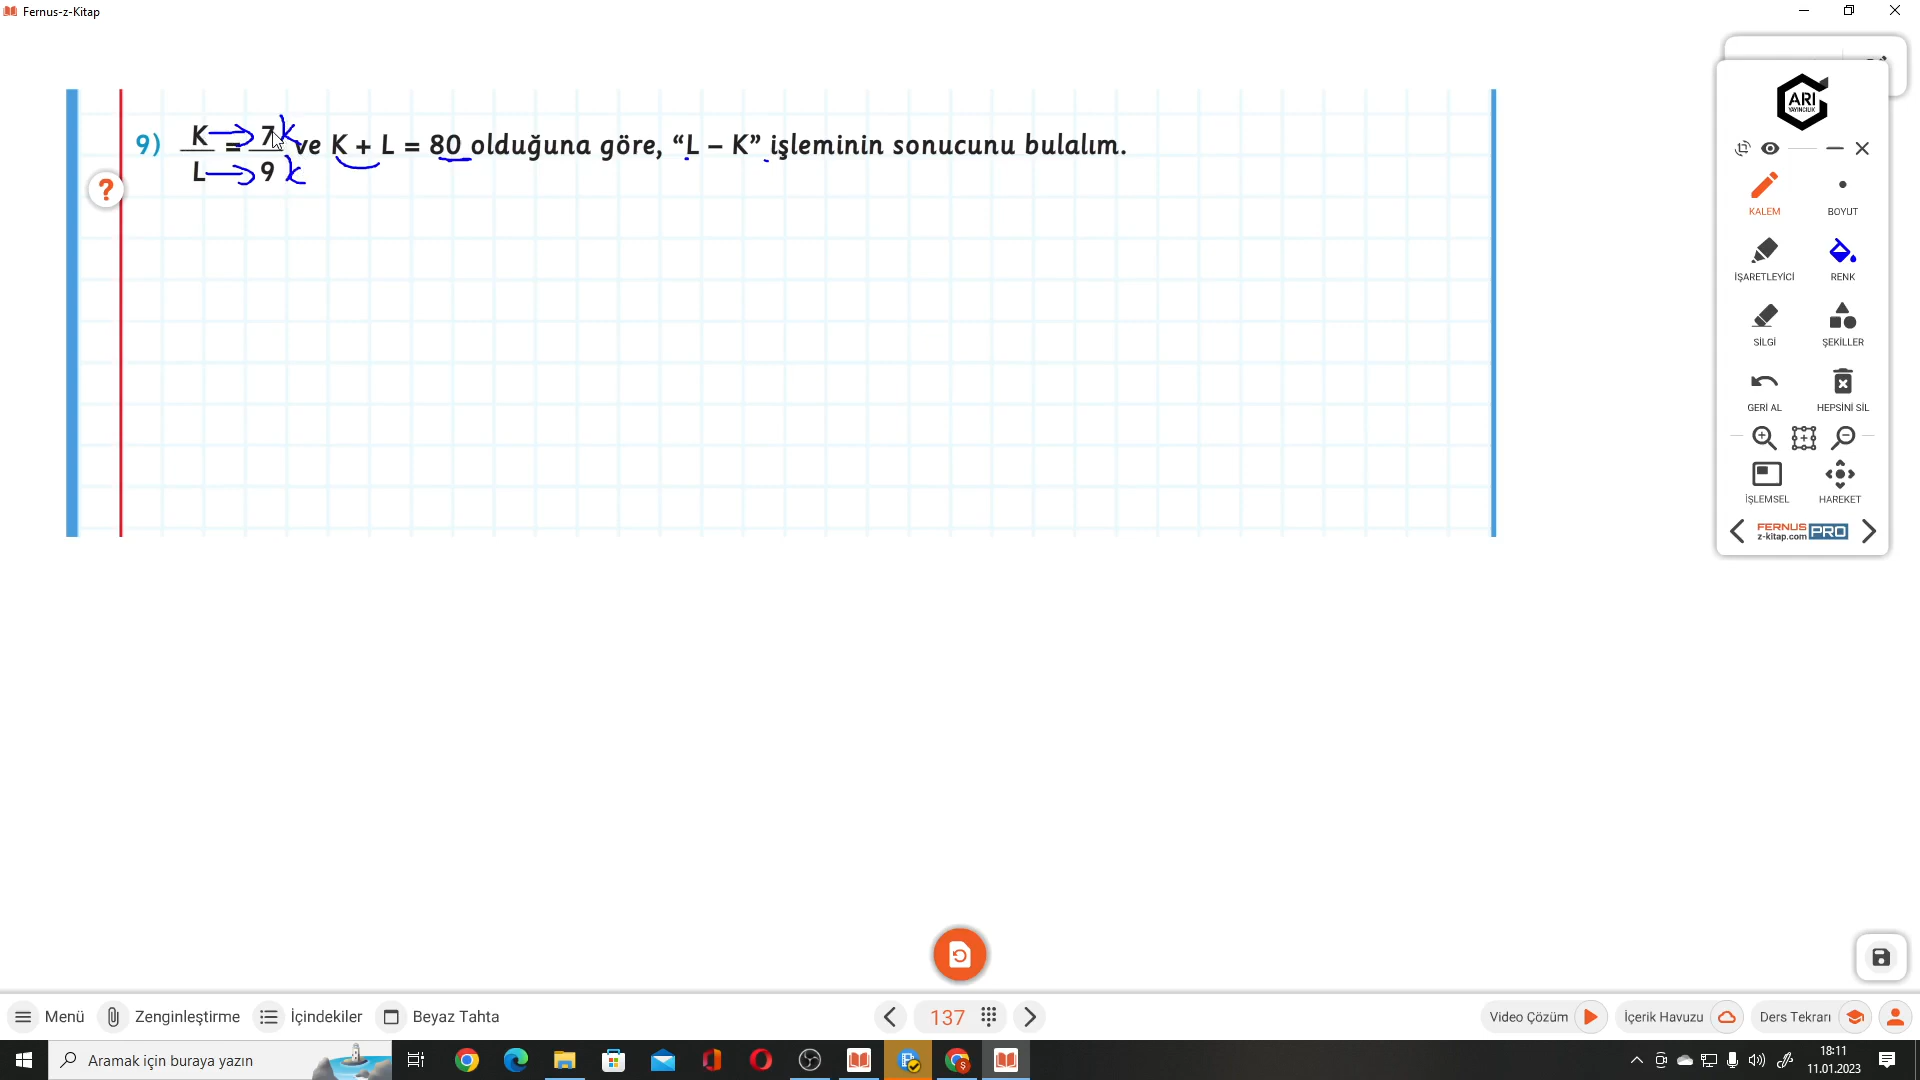 Fernus-z-Kitap
9) K/L = 7k/9k ve K + L = 80 olduğuna göre, “L – K” işleminin sonucunu bulalım.
?
ARI
YAYINCILIK
KALEM
BOYUT
İŞARETLEYİCİ
RENK
SİLGİ
ŞEKİLLER
GERİ AL
HEPSİNİ SİL
İŞLEMSEL
HAREKET
FERNUS
z-kitap.com PRO
Menü
Zenginleştirme
İçindekiler
Beyaz Tahta
137
Video Çözüm
İçerik Havuzu
Ders Tekrarı
Aramak için buraya yazın
18:11
11.01.2023